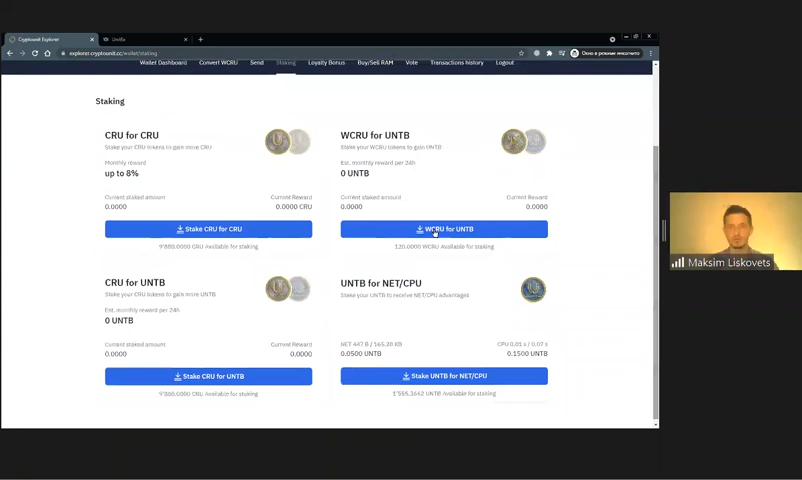 Cryptounit Explorer
UniVia
Окно в режиме инкогнито
explorer.cryptounit.cc/wallet/staking
Wallet Dashboard Convert WCRU Send Staking Loyalty Bonus Buy/Sell RAM Vote Transactions history Logout
Staking
CRU for CRU
Stake your CRU tokens to gain more CRU
Monthly reward
up to 8%
Current staked amount Current Reward
0.0000 0.0000 CRU
Stake CRU for CRU
9'880.0000 CRU Available for staking
WCRU for UNTB
Stake your WCRU tokens to gain UNTB
Est. monthly reward per 24h
0 UNTB
Current staked amount Current Reward
0.0000 0.0000
WCRU for UNTB
120.0000 WCRU Available for staking
CRU for UNTB
Stake your CRU tokens to gain more UNTB
Est. monthly reward per 24h
0 UNTB
Current staked amount Current Reward
0.0000 0.0000
Stake CRU for UNTB
9'880.0000 CRU Available for staking
UNTB for NET/CPU
Stake your UNTB to receive NET/CPU advantages
NET 447 B / 165.20 KB CPU 0.01 s / 0.07 s
0.0500 UNTB 0.1500 UNTB
Stake UNTB for NET/CPU
1'555.3662 UNTB Available for staking
Maksim Liskovets